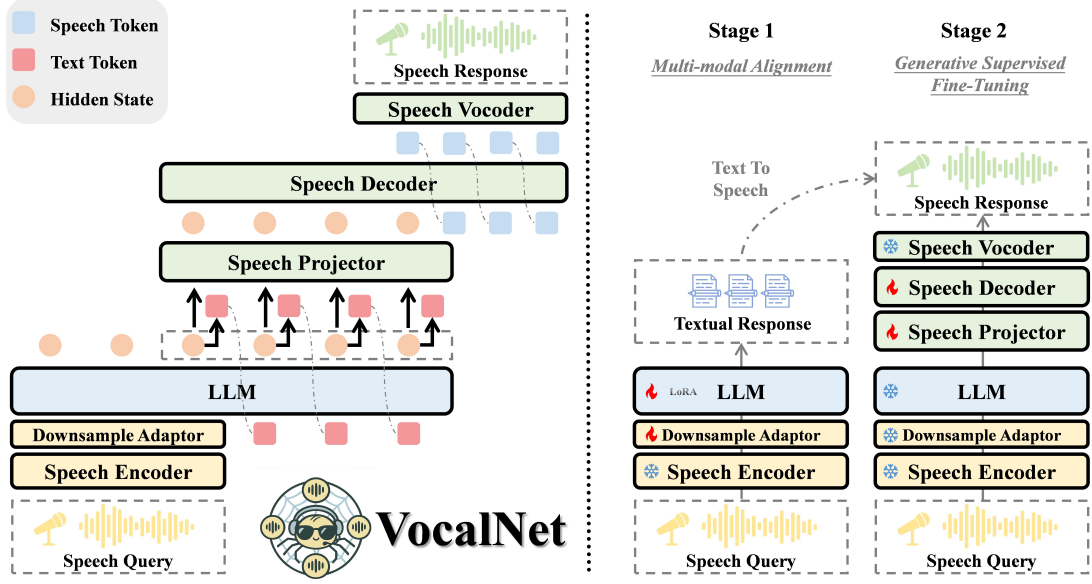 Speech Token
Text Token
Hidden State
Speech Response
Speech Vocoder
Speech Decoder
Speech Projector
LLM
Downsample Adaptor
Speech Encoder
Speech Query
VocalNet
Stage 1
Multi-modal Alignment
Text To
Speech
Textual Response
LoRA LLM
Downsample Adaptor
Speech Encoder
Speech Query
Stage 2
Generative Supervised
Fine-Tuning
Speech Response
Speech Vocoder
Speech Decoder
Speech Projector
LLM
Downsample Adaptor
Speech Encoder
Speech Query